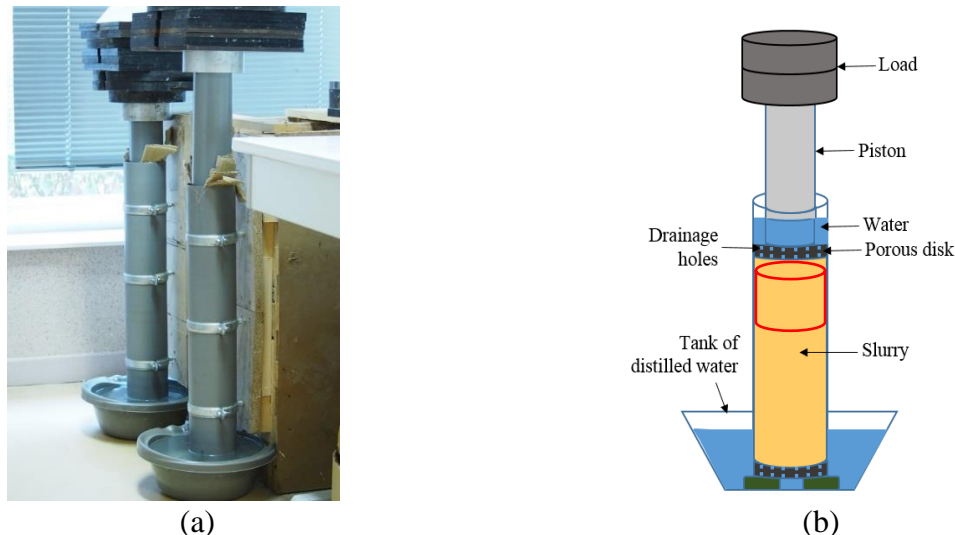 Load
Piston
Water
Drainage
holes
Porous disk
Tank of
distilled water
Slurry
(a)
(b)